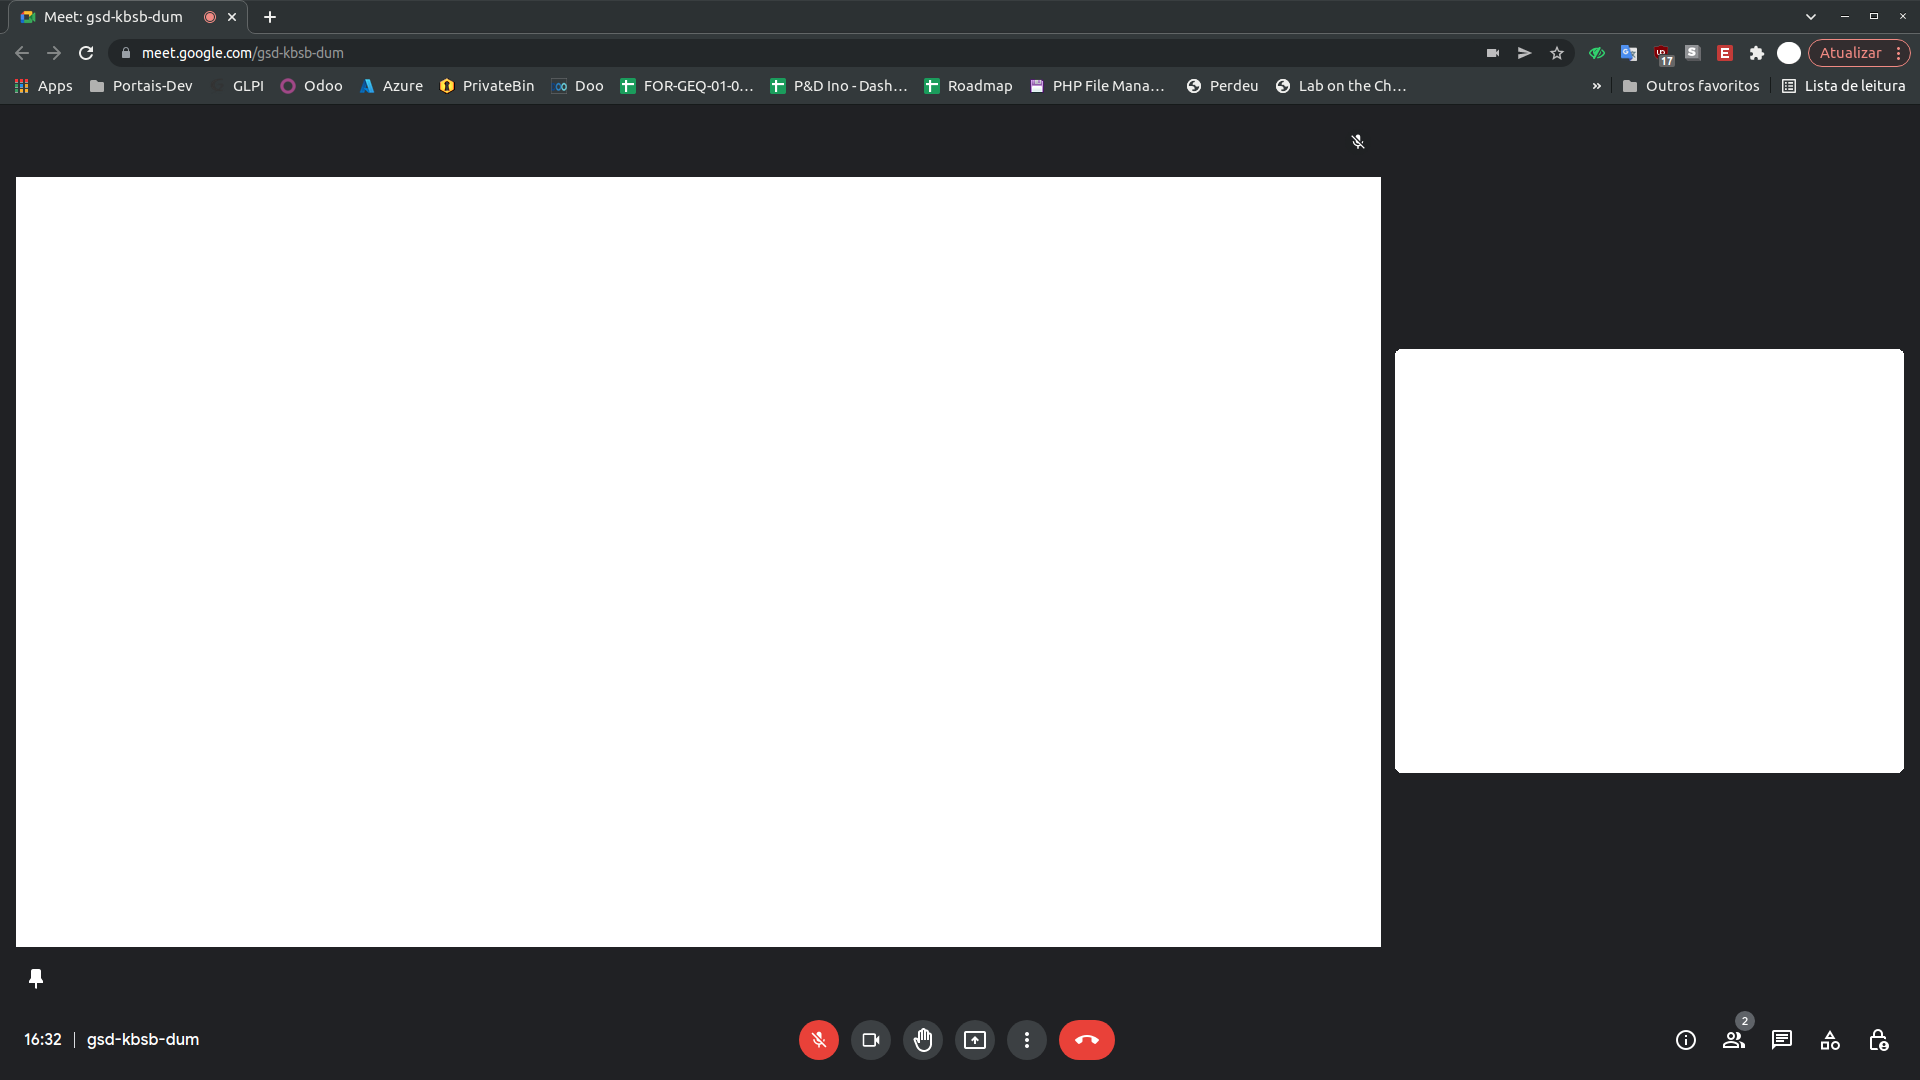 Meet: gsd-kbsb-dum
meet.google.com/gsd-kbsb-dum
17
S
E
Atualizar
Apps
Portais-Dev
GLPI
Odoo
Azure
PrivateBin
Doo
FOR-GEQ-01-0...
P&D Ino - Dash...
Roadmap
PHP File Mana...
Perdeu
Lab on the Ch...
»
Outros favoritos
Lista de leitura
2
16:32 | gsd-kbsb-dum